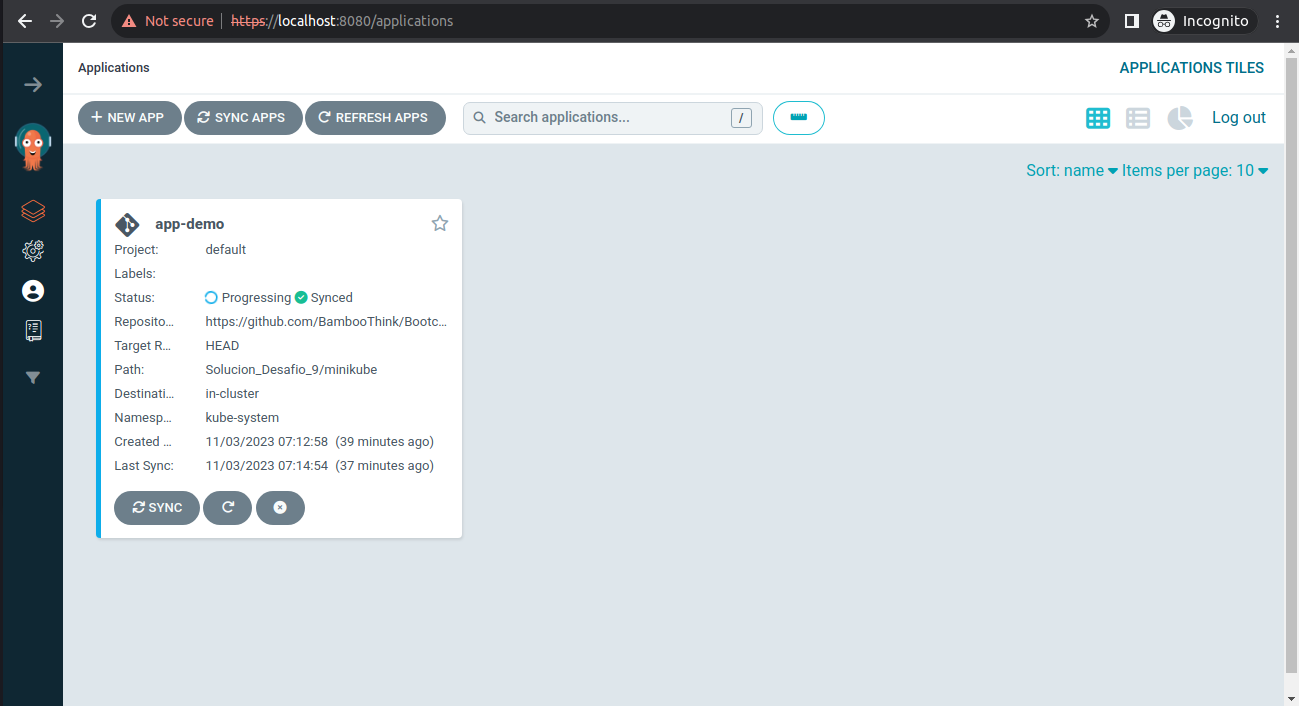 Not secure https://localhost:8080/applications Incognito
Applications APPLICATIONS TILES
NEW APP SYNC APPS REFRESH APPS Search applications... / Log out
Sort: name Items per page: 10
app-demo
Project: default
Labels:
Status: Progressing Synced
Reposito... https://github.com/BambooThink/Bootc...
Target R... HEAD
Path: Solucion_Desafio_9/minikube
Destinati... in-cluster
Namesp... kube-system
Created ... 11/03/2023 07:12:58 (39 minutes ago)
Last Sync: 11/03/2023 07:14:54 (37 minutes ago)
SYNC